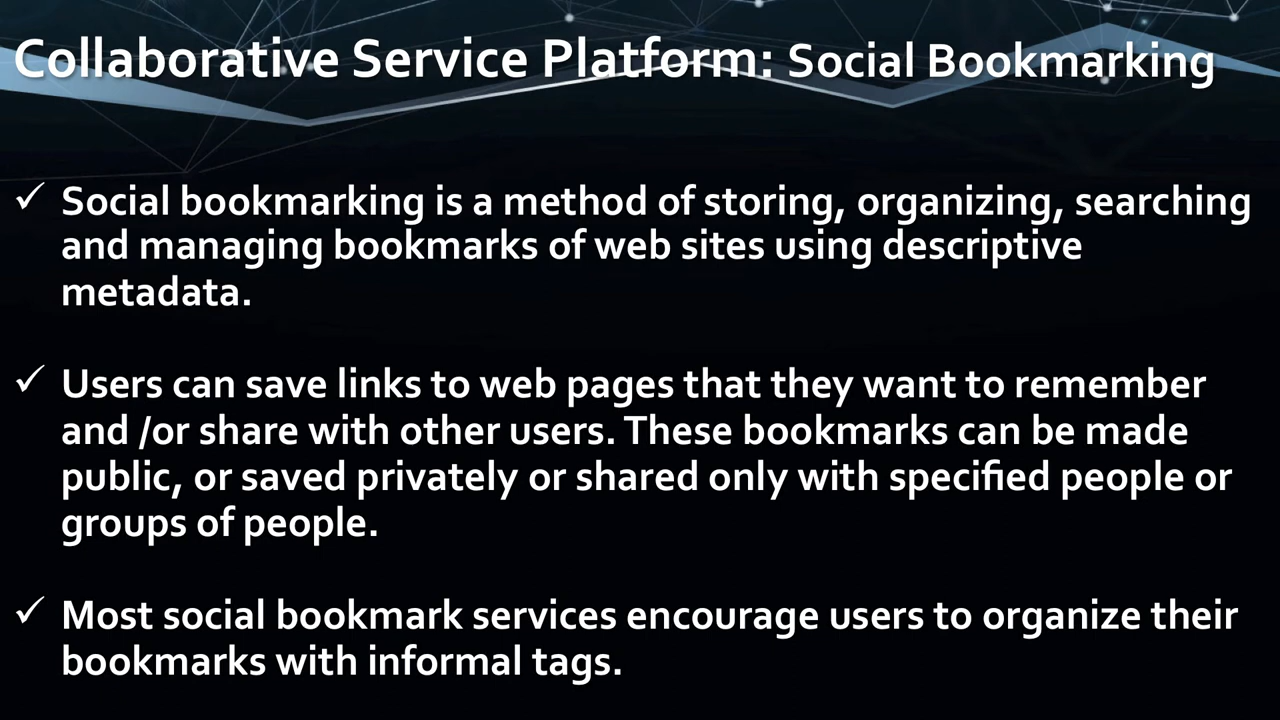 Collaborative Service Platform: Social Bookmarking
✓ Social bookmarking is a method of storing, organizing, searching
and managing bookmarks of web sites using descriptive
metadata.
✓ Users can save links to web pages that they want to remember
and /or share with other users. These bookmarks can be made
public, or saved privately or shared only with specified people or
groups of people.
✓ Most social bookmark services encourage users to organize their
bookmarks with informal tags.